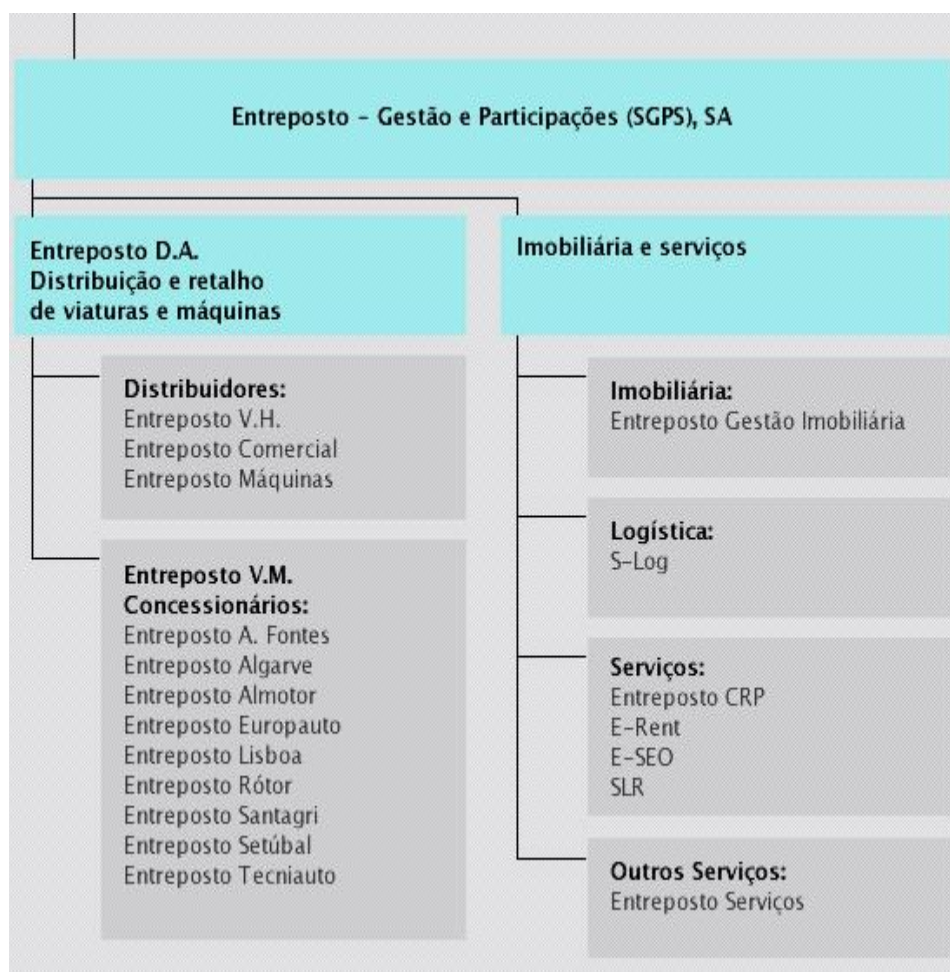 Entreposto - Gestão e Participações (SGPS), SA
Entreposto D.A.
Distribuição e retalho
de viaturas e máquinas
Distribuidores:
Entreposto V.H.
Entreposto Comercial
Entreposto Máquinas
Entreposto V.M.
Concessionários:
Entreposto A. Fontes
Entreposto Algarve
Entreposto Almotor
Entreposto Europauto
Entreposto Lisboa
Entreposto Rótor
Entreposto Santagri
Entreposto Setúbal
Entreposto Tecniauto
Imobiliária e serviços
Imobiliária:
Entreposto Gestão Imobiliária
Logística:
S-Log
Serviços:
Entreposto CRP
E-Rent
E-SEO
SLR
Outros Serviços:
Entreposto Serviços